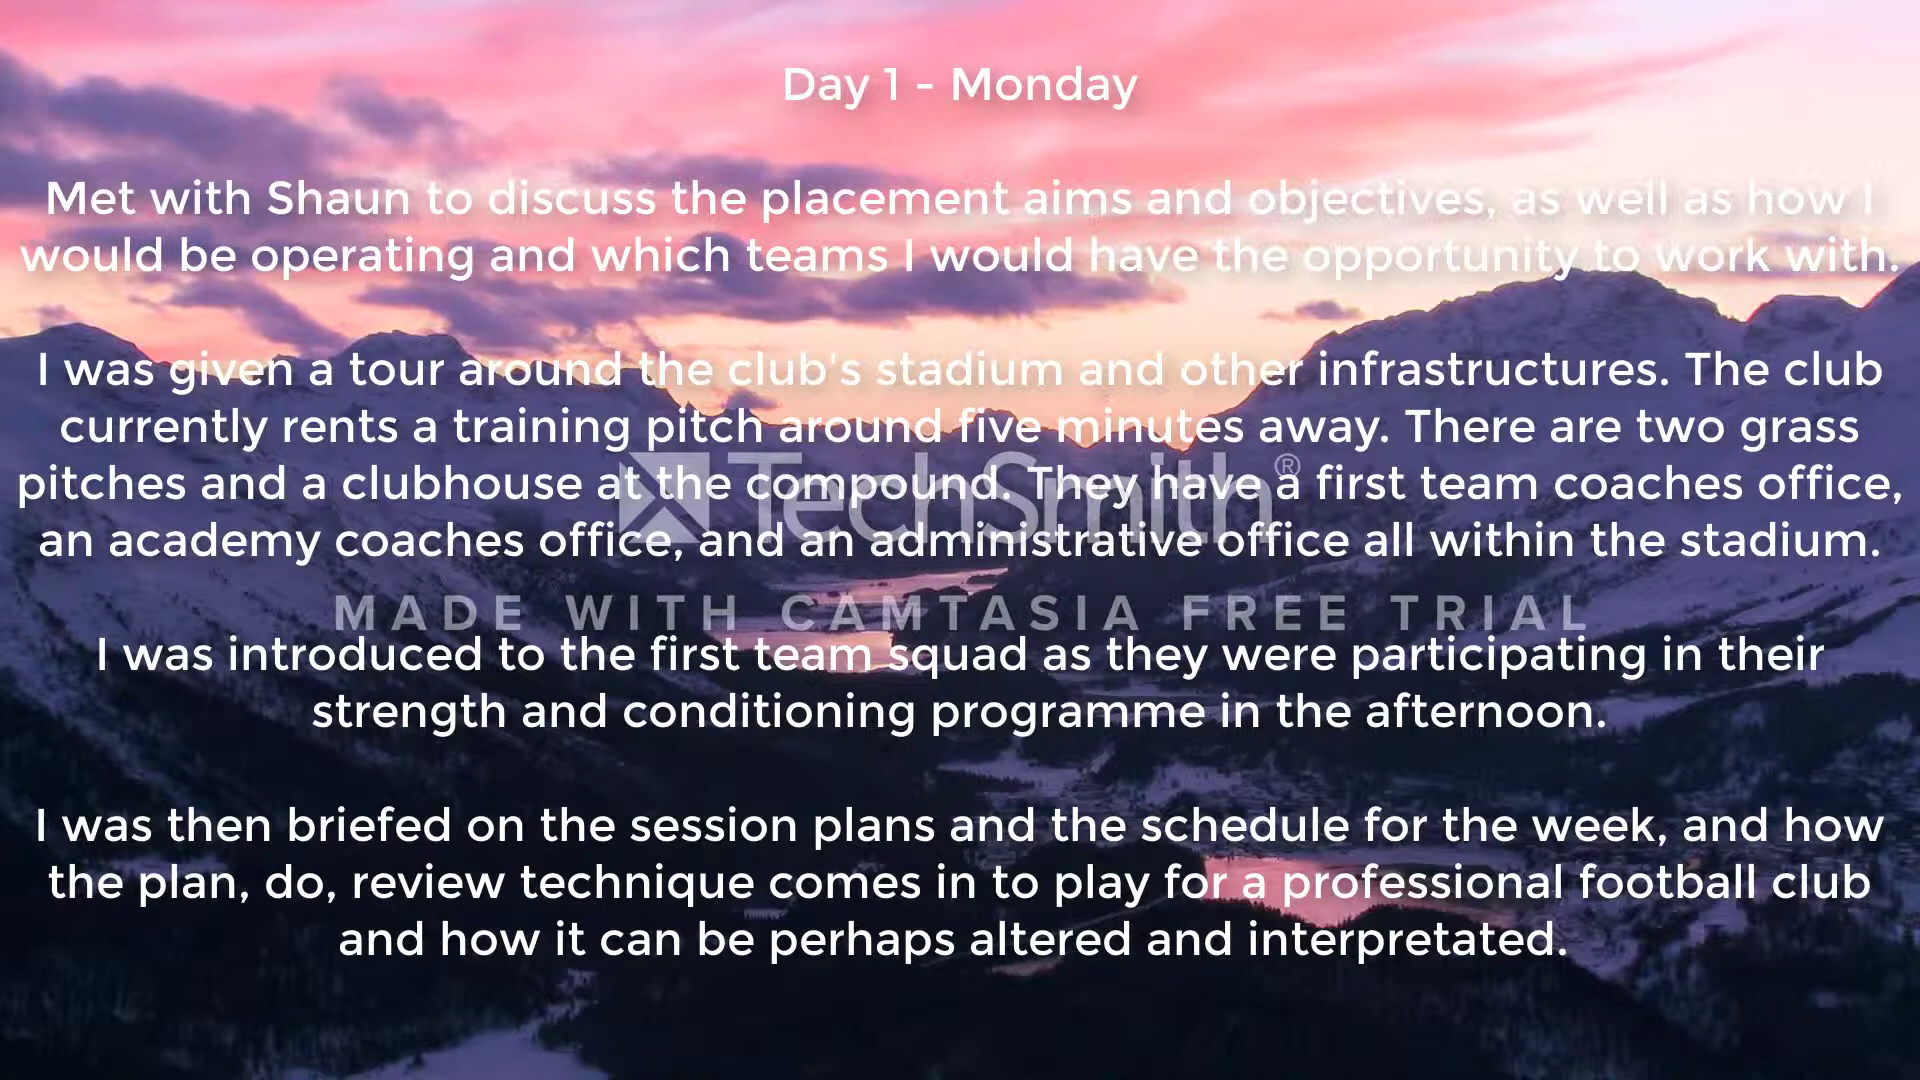 Day 1 - Monday
Met with Shaun to discuss the placement aims and objectives, as well as how I
would be operating and which teams I would have the opportunity to work with.
I was given a tour around the club's stadium and other infrastructures. The club
currently rents a training pitch around five minutes away. There are two grass
pitches and a clubhouse at the compound. They have a first team coaches office,
an academy coaches office, and an administrative office all within the stadium.
TechSmith®
MADE WITH CAMTASIA FREE TRIAL
I was introduced to the first team squad as they were participating in their
strength and conditioning programme in the afternoon.
I was then briefed on the session plans and the schedule for the week, and how
the plan, do, review technique comes in to play for a professional football club
and how it can be perhaps altered and interpretated.